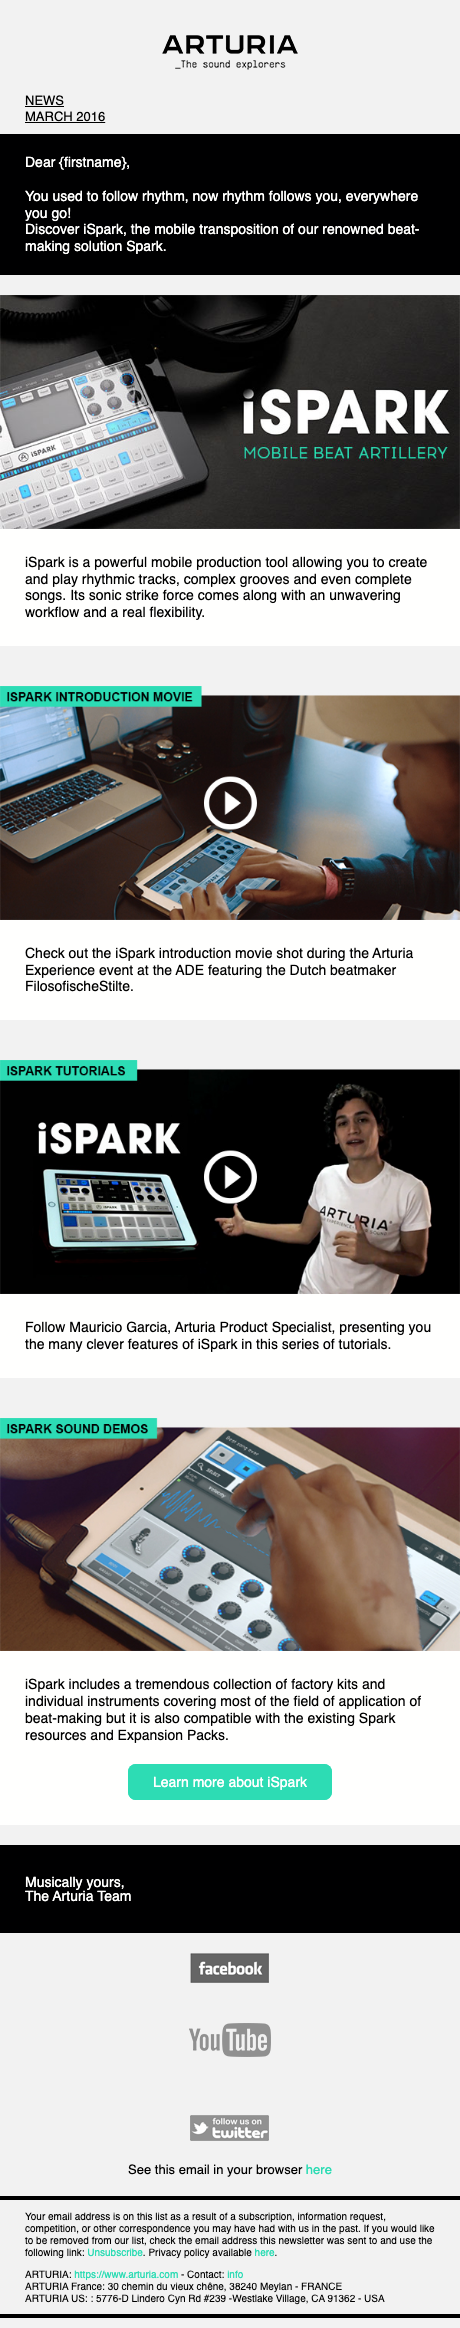 ARTURIA
_The sound explorers
NEWS
MARCH 2016
Dear {firstname},
You used to follow rhythm, now rhythm follows you, everywhere
you go!
Discover iSpark, the mobile transposition of our renowned beat-
making solution Spark.
iSPARK
iSPARK
MOBILE BEAT ARTILLERY
iSpark is a powerful mobile production tool allowing you to create
and play rhythmic tracks, complex grooves and even complete
songs. Its sonic strike force comes along with an unwavering
workflow and a real flexibility.
ISPARK INTRODUCTION MOVIE
Check out the iSpark introduction movie shot during the Arturia
Experience event at the ADE featuring the Dutch beatmaker
FilosofischeStilte.
ISPARK TUTORIALS
iSPARK
ARTURIA
Follow Mauricio Garcia, Arturia Product Specialist, presenting you
the many clever features of iSpark in this series of tutorials.
ISPARK SOUND DEMOS
iSpark includes a tremendous collection of factory kits and
individual instruments covering most of the field of application of
beat-making but it is also compatible with the existing Spark
resources and Expansion Packs.
Learn more about iSpark
Musically yours,
The Arturia Team
facebook
YouTube
follow us on
twitter
See this email in your browser here
Your email address is on this list as a result of a subscription, information request,
competition, or other correspondence you may have had with us in the past. If you would like
to be removed from our list, check the email address this newsletter was sent to and use the
following link: Unsubscribe. Privacy policy available here.
ARTURIA: https://www.arturia.com - Contact: info
ARTURIA France: 30 chemin du vieux chêne, 38240 Meylan - FRANCE
ARTURIA US: : 5776-D Lindero Cyn Rd #239 -Westlake Village, CA 91362 - USA